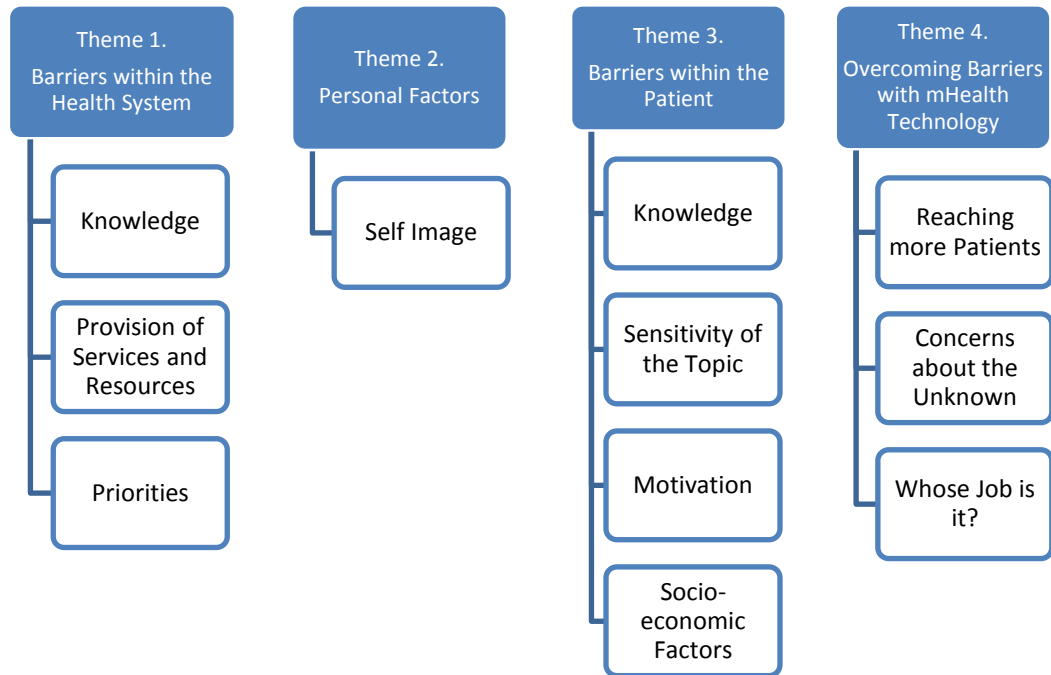 Theme 1.
Barriers within the
Health System
Knowledge
Provision of
Services and
Resources
Priorities
Theme 2.
Personal Factors
Self Image
Theme 3.
Barriers within the
Patient
Knowledge
Sensitivity of
the Topic
Motivation
Socio-
economic
Factors
Theme 4.
Overcoming Barriers
with mHealth
Technology
Reaching
more Patients
Concerns
about the
Unknown
Whose Job is
it?